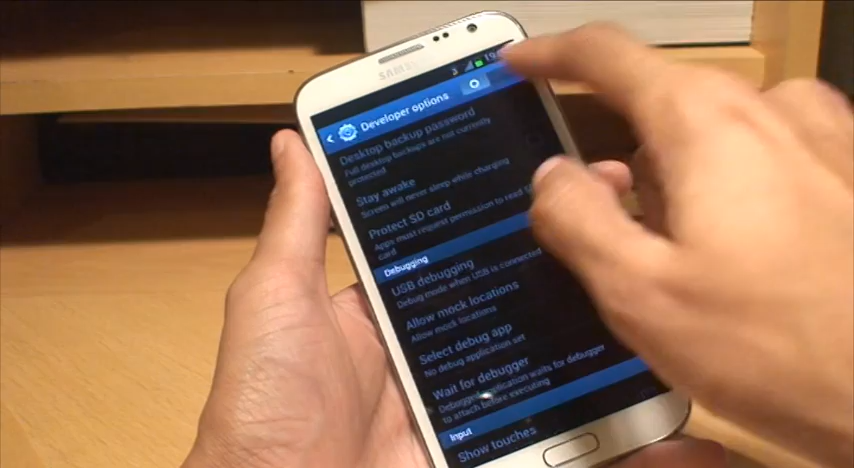 SAMSUNG
Developer options
Desktop backup password
Full desktop backups are not currently
protected
Stay awake
Screen will never sleep while charging
Protect SD card
Apps must request permission to read
card
Debugging
USB debugging
Debug mode when USB is connected
Allow mock locations
Allow mock locations
Select debug app
No debug application set
Wait for debugger
Debugged application waits for debugger
to attach before executing
Input
Show touches